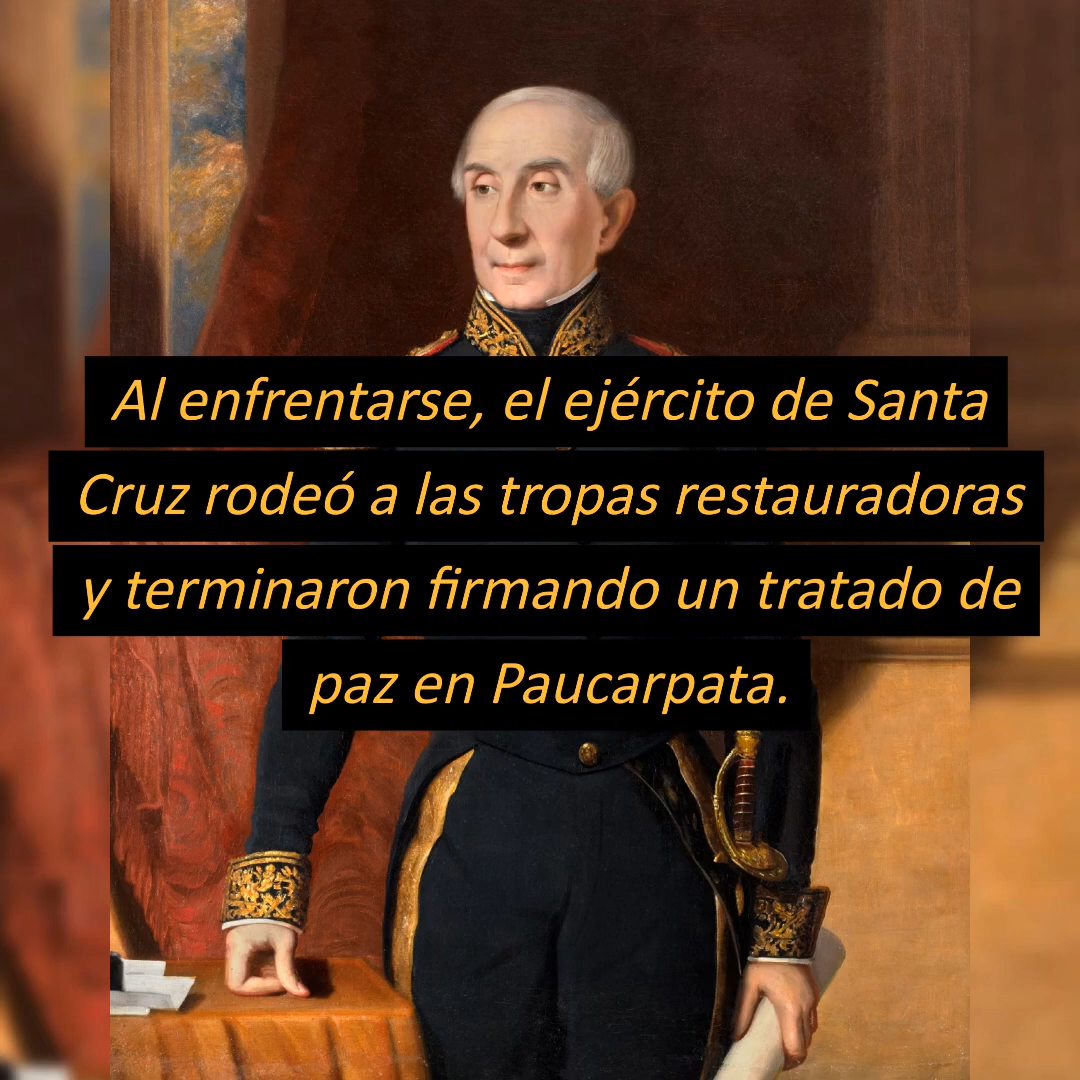 Al enfrentarse, el ejército de Santa
Cruz rodeó a las tropas restauradoras
y terminaron firmando un tratado de
paz en Paucarpata.